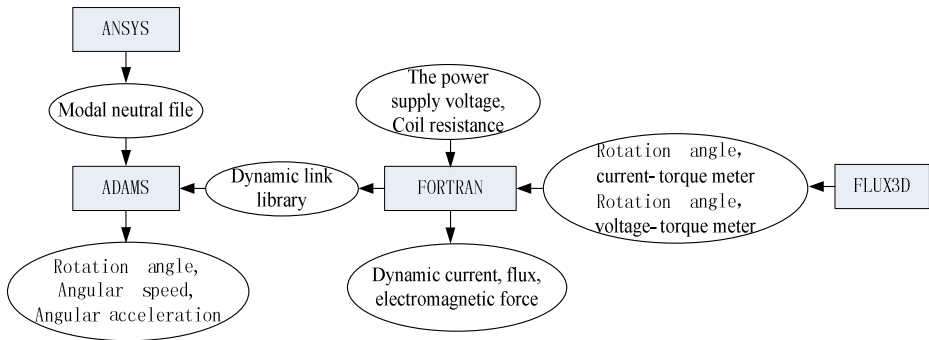 ANSYS
Modal neutral file
ADAMS
Rotation angle,
Angular speed,
Angular acceleration
Dynamic link
library
The power
supply voltage,
Coil resistance
FORTRAN
Dynamic current, flux,
electromagnetic force
Rotation angle,
current-torque meter
Rotation angle,
voltage-torque meter
FLUX3D